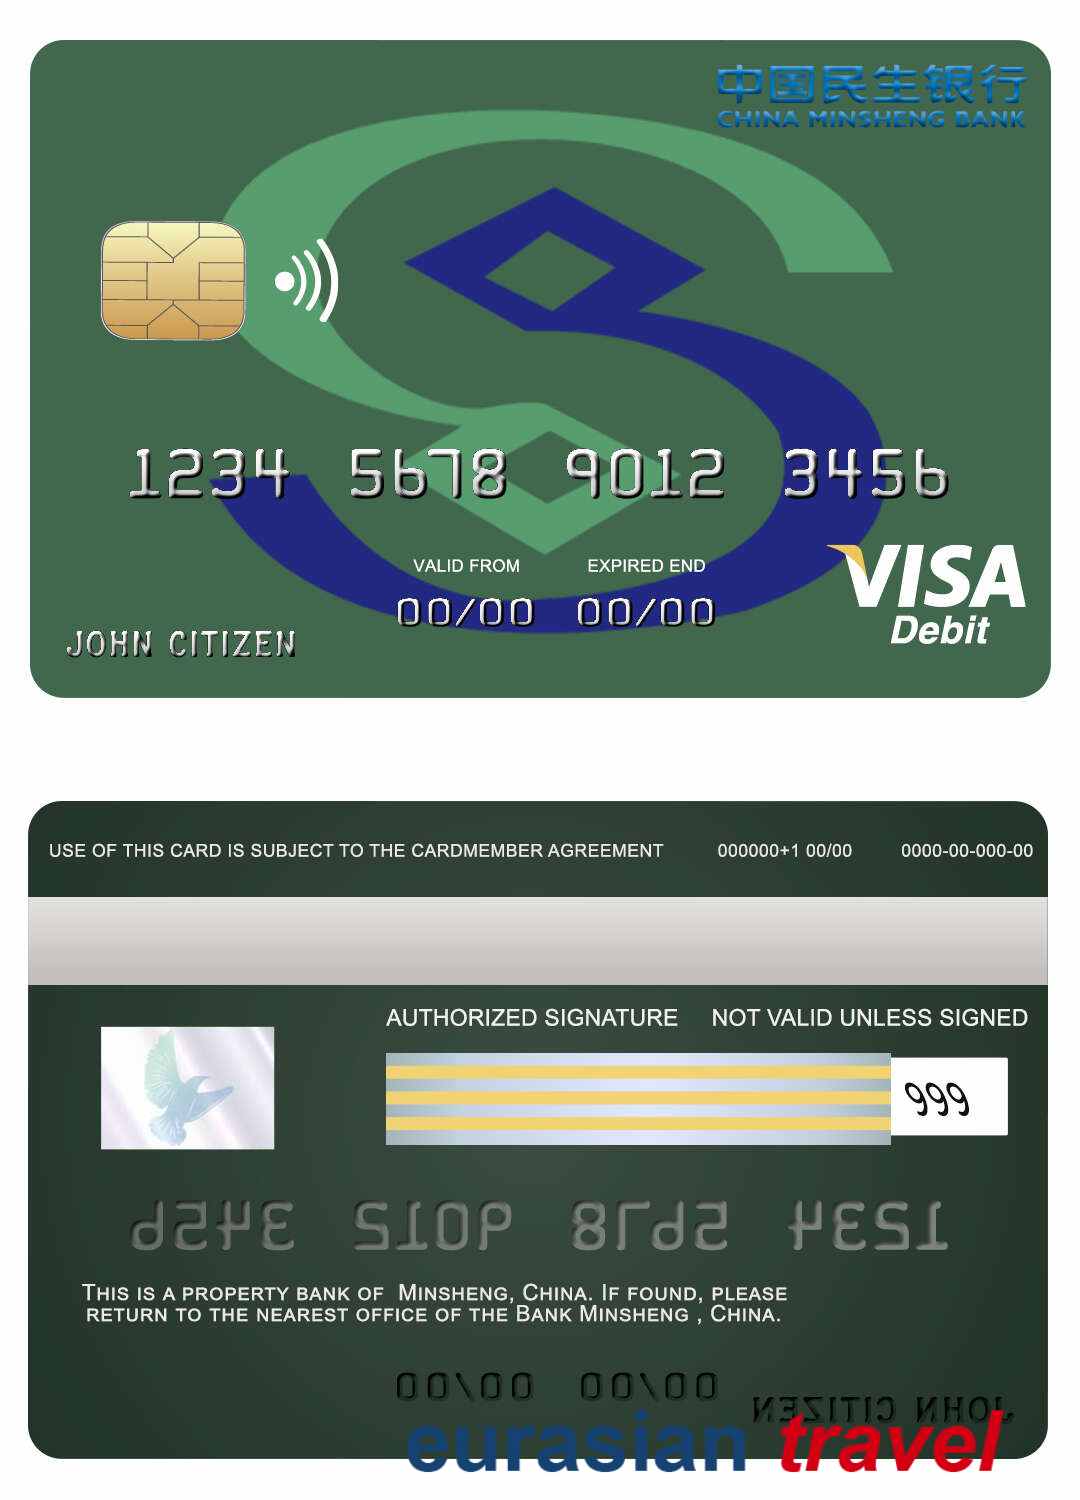 中国民生银行
CHINA MINSHENG BANK
1234 5678 9012 3456
VALID FROM EXPIRED END
00/00 00/00
VISA
Debit
JOHN CITIZEN
USE OF THIS CARD IS SUBJECT TO THE CARDMEMBER AGREEMENT 000000+1 00/00 0000-00-000-00
AUTHORIZED SIGNATURE NOT VALID UNLESS SIGNED
999
1234 5678 9012 3456
THIS IS A PROPERTY BANK OF MINSHENG, CHINA. IF FOUND, PLEASE
RETURN TO THE NEAREST OFFICE OF THE BANK MINSHENG , CHINA.
00/00 00/00
JOHN CITIZEN
eurasian travel